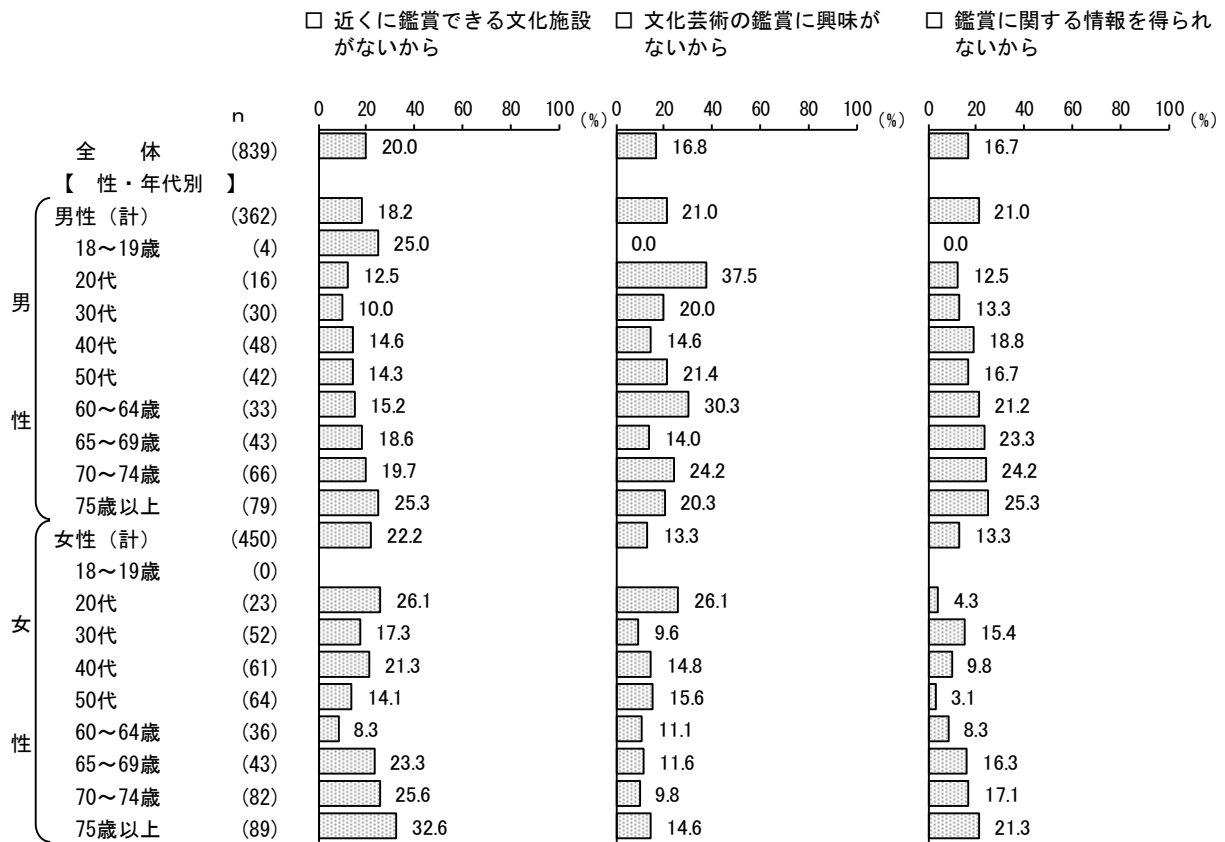 □ 近くに鑑賞できる文化施設がないから
□ 文化芸術の鑑賞に興味がないから
□ 鑑賞に関する情報を得られないから
0 20 40 60 80 100 (%) 0 20 40 60 80 100 (%) 0 20 40 60 80 100 (%)
n
全 体 (839) 20.0 16.8 16.7
【 性・年代別 】
男性（計） (362) 18.2 21.0 21.0
18～19歳 (4) 25.0 0.0 0.0
20代 (16) 12.5 37.5 12.5
30代 (30) 10.0 20.0 13.3
40代 (48) 14.6 14.6 18.8
50代 (42) 14.3 21.4 16.7
60～64歳 (33) 15.2 30.3 21.2
65～69歳 (43) 18.6 14.0 23.3
70～74歳 (66) 19.7 24.2 24.2
75歳以上 (79) 25.3 20.3 25.3
男性
女性（計） (450) 22.2 13.3 13.3
18～19歳 (0)
20代 (23) 26.1 26.1 4.3
30代 (52) 17.3 9.6 15.4
40代 (61) 21.3 14.8 9.8
50代 (64) 14.1 15.6 3.1
60～64歳 (36) 8.3 11.1 8.3
65～69歳 (43) 23.3 11.6 16.3
70～74歳 (82) 25.6 9.8 17.1
75歳以上 (89) 32.6 14.6 21.3
女性